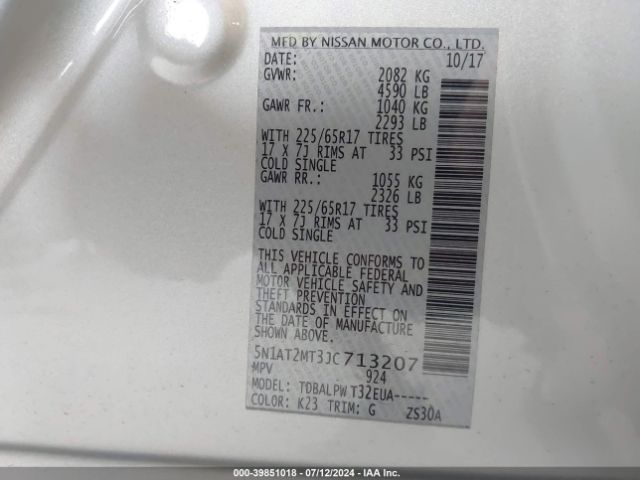 MFD BY NISSAN MOTOR CO., LTD.
DATE: 10/17
GVWR: 2082 KG
4590 LB
GAWR FR.: 1040 KG
2293 LB
WITH 225/65R17 TIRES
17 X 7J RIMS AT 33 PSI
COLD SINGLE
GAWR RR.: 1055 KG
2326 LB
WITH 225/65R17 TIRES
17 X 7J RIMS AT 33 PSI
COLD SINGLE
THIS VEHICLE CONFORMS TO
ALL APPLICABLE FEDERAL
MOTOR VEHICLE SAFETY AND
THEFT PREVENTION
STANDARDS IN EFFECT ON
THE DATE OF MANUFACTURE
SHOWN ABOVE.
5N1AT2MT3JC713207
MPV 924
MODEL: TDBALPW T32EUA-----
COLOR: K23 TRIM: G ZS30A
000-39851018 - 07/12/2024 - IAA Inc.